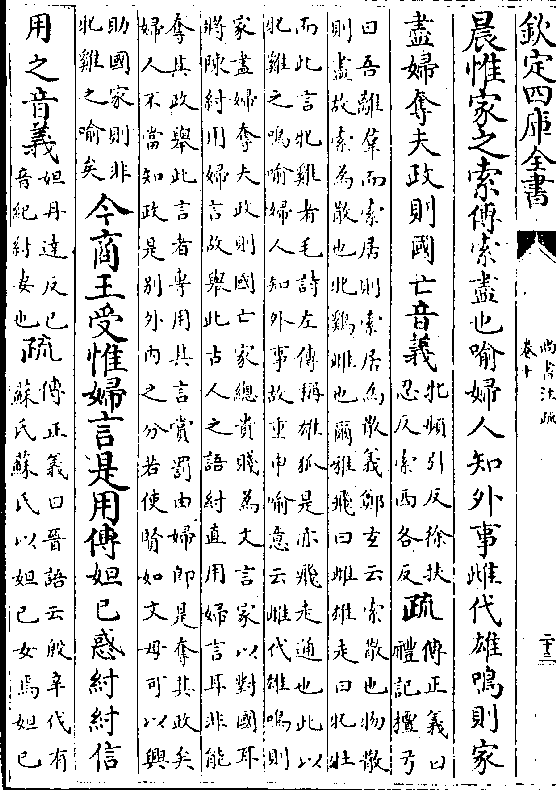 欽定四庫全書
尚書注疏
卷十
二十三
晨惟家之索傳索盡也喻婦人知外事雌代雄鳴則家
盡婦奪夫政則國亡音義
牝頻引反徐扶
忍反索西各反
疏
傳正義曰
禮記檀弓
曰吾離羣而索居則索居為散義鄭玄云索散也物散
則盡故索為散也牝鷄雌也爾雅飛曰雌雄走曰牝牡
而此言牝雞者毛詩左傳稱雄狐是亦飛走通也此以
牝雞之鳴喻婦人知外事故重申喻意云雌代雄鳴則
家盡婦奪夫政則國亡家總貴賤為文言家以對國耳
將陳紂用婦言故舉此古人之語紂直用婦言耳非能
奪其政舉此言者專用其言賞罰由婦即是奪其政矣
婦人不當知政是別外內之分若使賢如文母可以興
助國家則非
牝雞之喻矣
今商王受惟婦言是用傳妲己惑紂紂信
用之音義
妲丹達反己
音紀紂妻也
疏
傳正義曰晉語云殷辛代有
蘇氏蘇氏以妲己女焉妲己